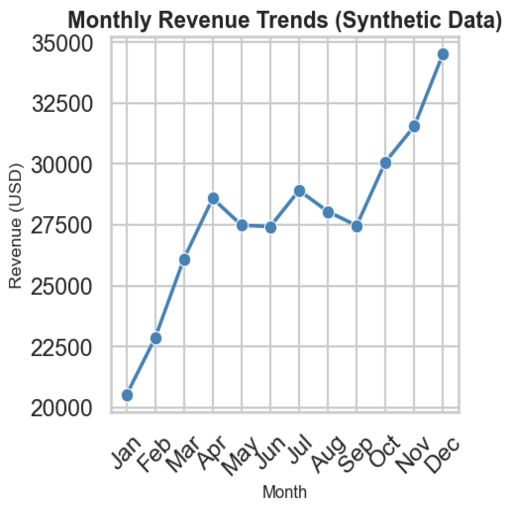 Monthly Revenue Trends (Synthetic Data)
35000
32500
30000
27500
25000
22500
20000
Revenue (USD)
Jan
Feb
Mar
Apr
May
Jun
Jul
Aug
Sep
Oct
Nov
Dec
Month